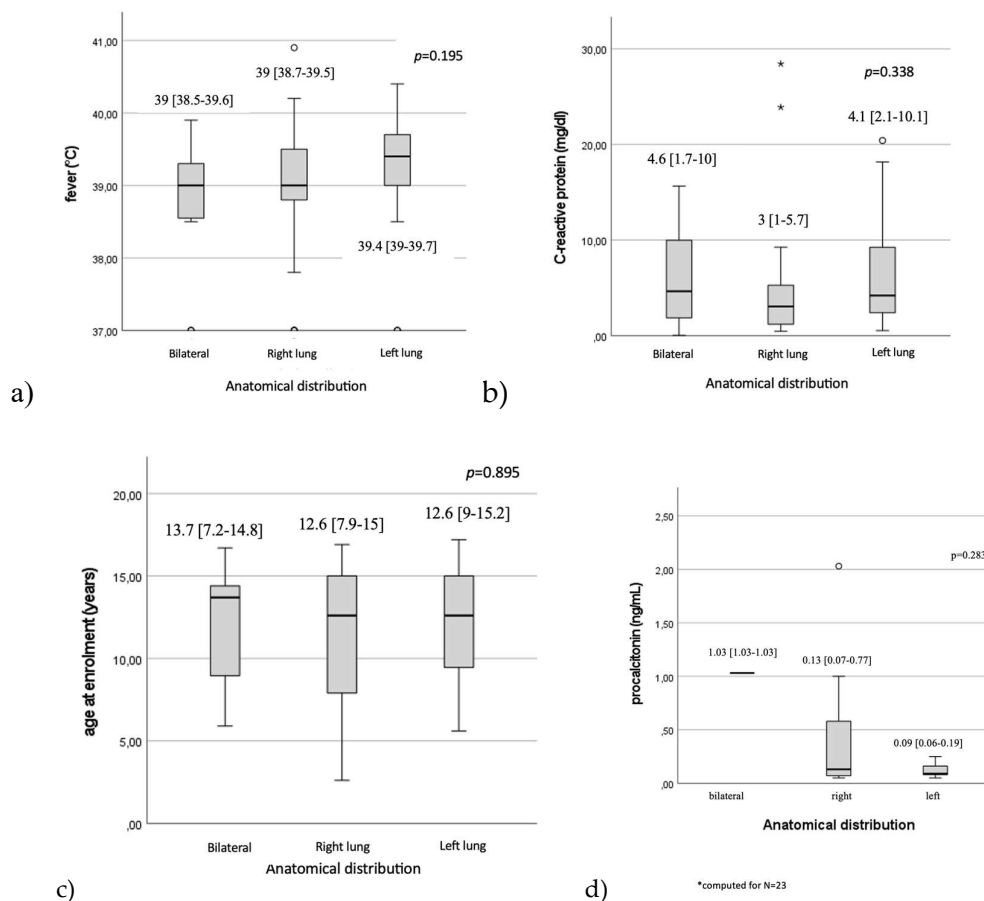 41,00
p=0.195
39 [38.7-39.5]
39 [38.5-39.6]
40,00
39,00
38,00
39.4 [39-39.7]
37,00
fever (°C)
Bilateral
Right lung
Left lung
Anatomical distribution
a)
30,00
p=0.338
4.1 [2.1-10.1]
20,00
4.6 [1.7-10]
3 [1-5.7]
10,00
,00
C-reactive protein (mg/dl)
Bilateral
Right lung
Left lung
Anatomical distribution
b)
p=0.895
20,00
13.7 [7.2-14.8]
12.6 [7.9-15]
12.6 [9-15.2]
15,00
10,00
5,00
,00
age at enrolment (years)
Bilateral
Right lung
Left lung
Anatomical distribution
c)
2,50
p=0.283
2,00
1,50
1.03 [1.03-1.03]
0.13 [0.07-0.77]
1,00
,50
0.09 [0.06-0.19]
,00
procalcitonin (ng/mL)
bilateral
right
left
Anatomical distribution
d)
*computed for N=23